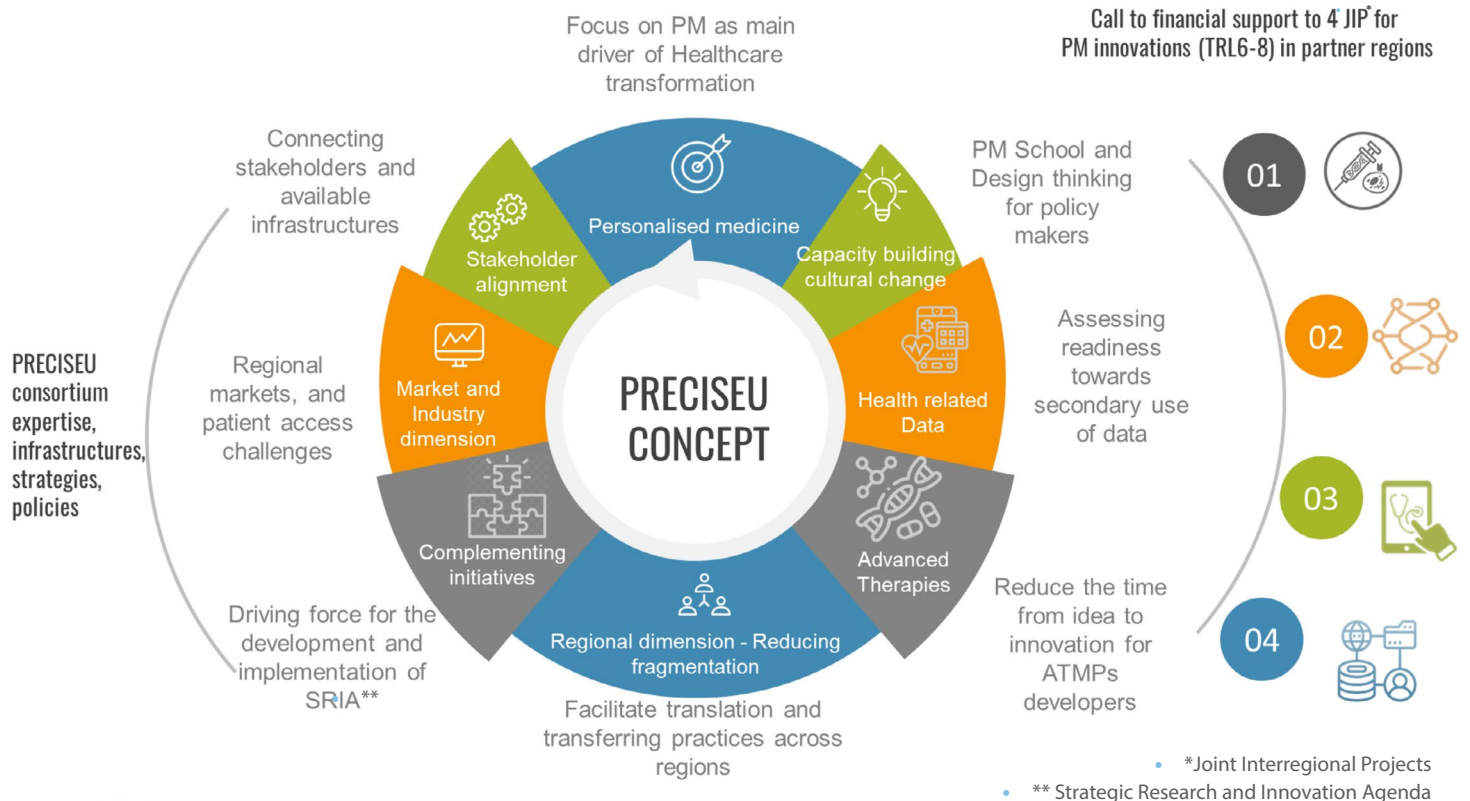 Focus on PM as main
driver of Healthcare
transformation
Call to financial support to 4 JIP* for
PM innovations (TRL6-8) in partner regions
Connecting
stakeholders and
available
infrastructures
PM School and
Design thinking
for policy
makers
01
Personalised medicine
Stakeholder
alignment
Capacity building
cultural change
PRECISEU
consortium
expertise,
infrastructures,
strategies,
policies
Regional
markets, and
patient access
challenges
Market and
Industry
dimension
PRECISEU
CONCEPT
Health related
Data
Assessing
readiness
towards
secondary use
of data
02
03
Complementing
initiatives
Advanced
Therapies
Driving force for the
development and
implementation of
SRIA**
Regional dimension - Reducing
fragmentation
Reduce the time
from idea to
innovation for
ATMPs
developers
04
Facilitate translation and
transferring practices across
regions
• *Joint Interregional Projects
• ** Strategic Research and Innovation Agenda